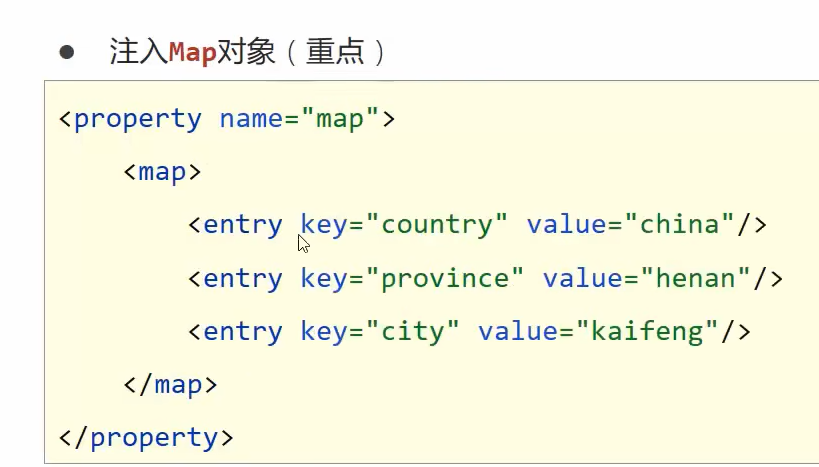 ● 注入Map对象（重点）
<property name="map">
<map>
<entry key="country" value="china"/>
<entry key="province" value="henan"/>
<entry key="city" value="kaifeng"/>
</map>
</property>